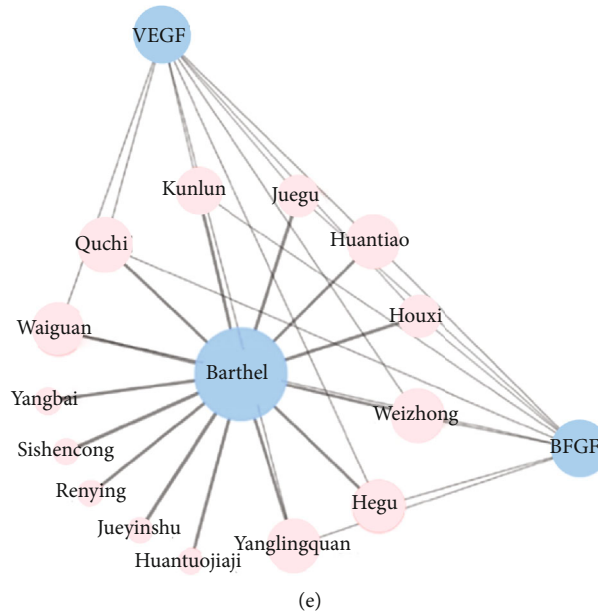 VEGF
Kunlun
Juegu
Huantiao
Quchi
Houxi
Waiguan
Barthel
Yangbai
Weizhong
Sishencong
BFGF
Renying
Hegu
Jueyinshu
Yanglingquan
Huantuojiaji
(e)